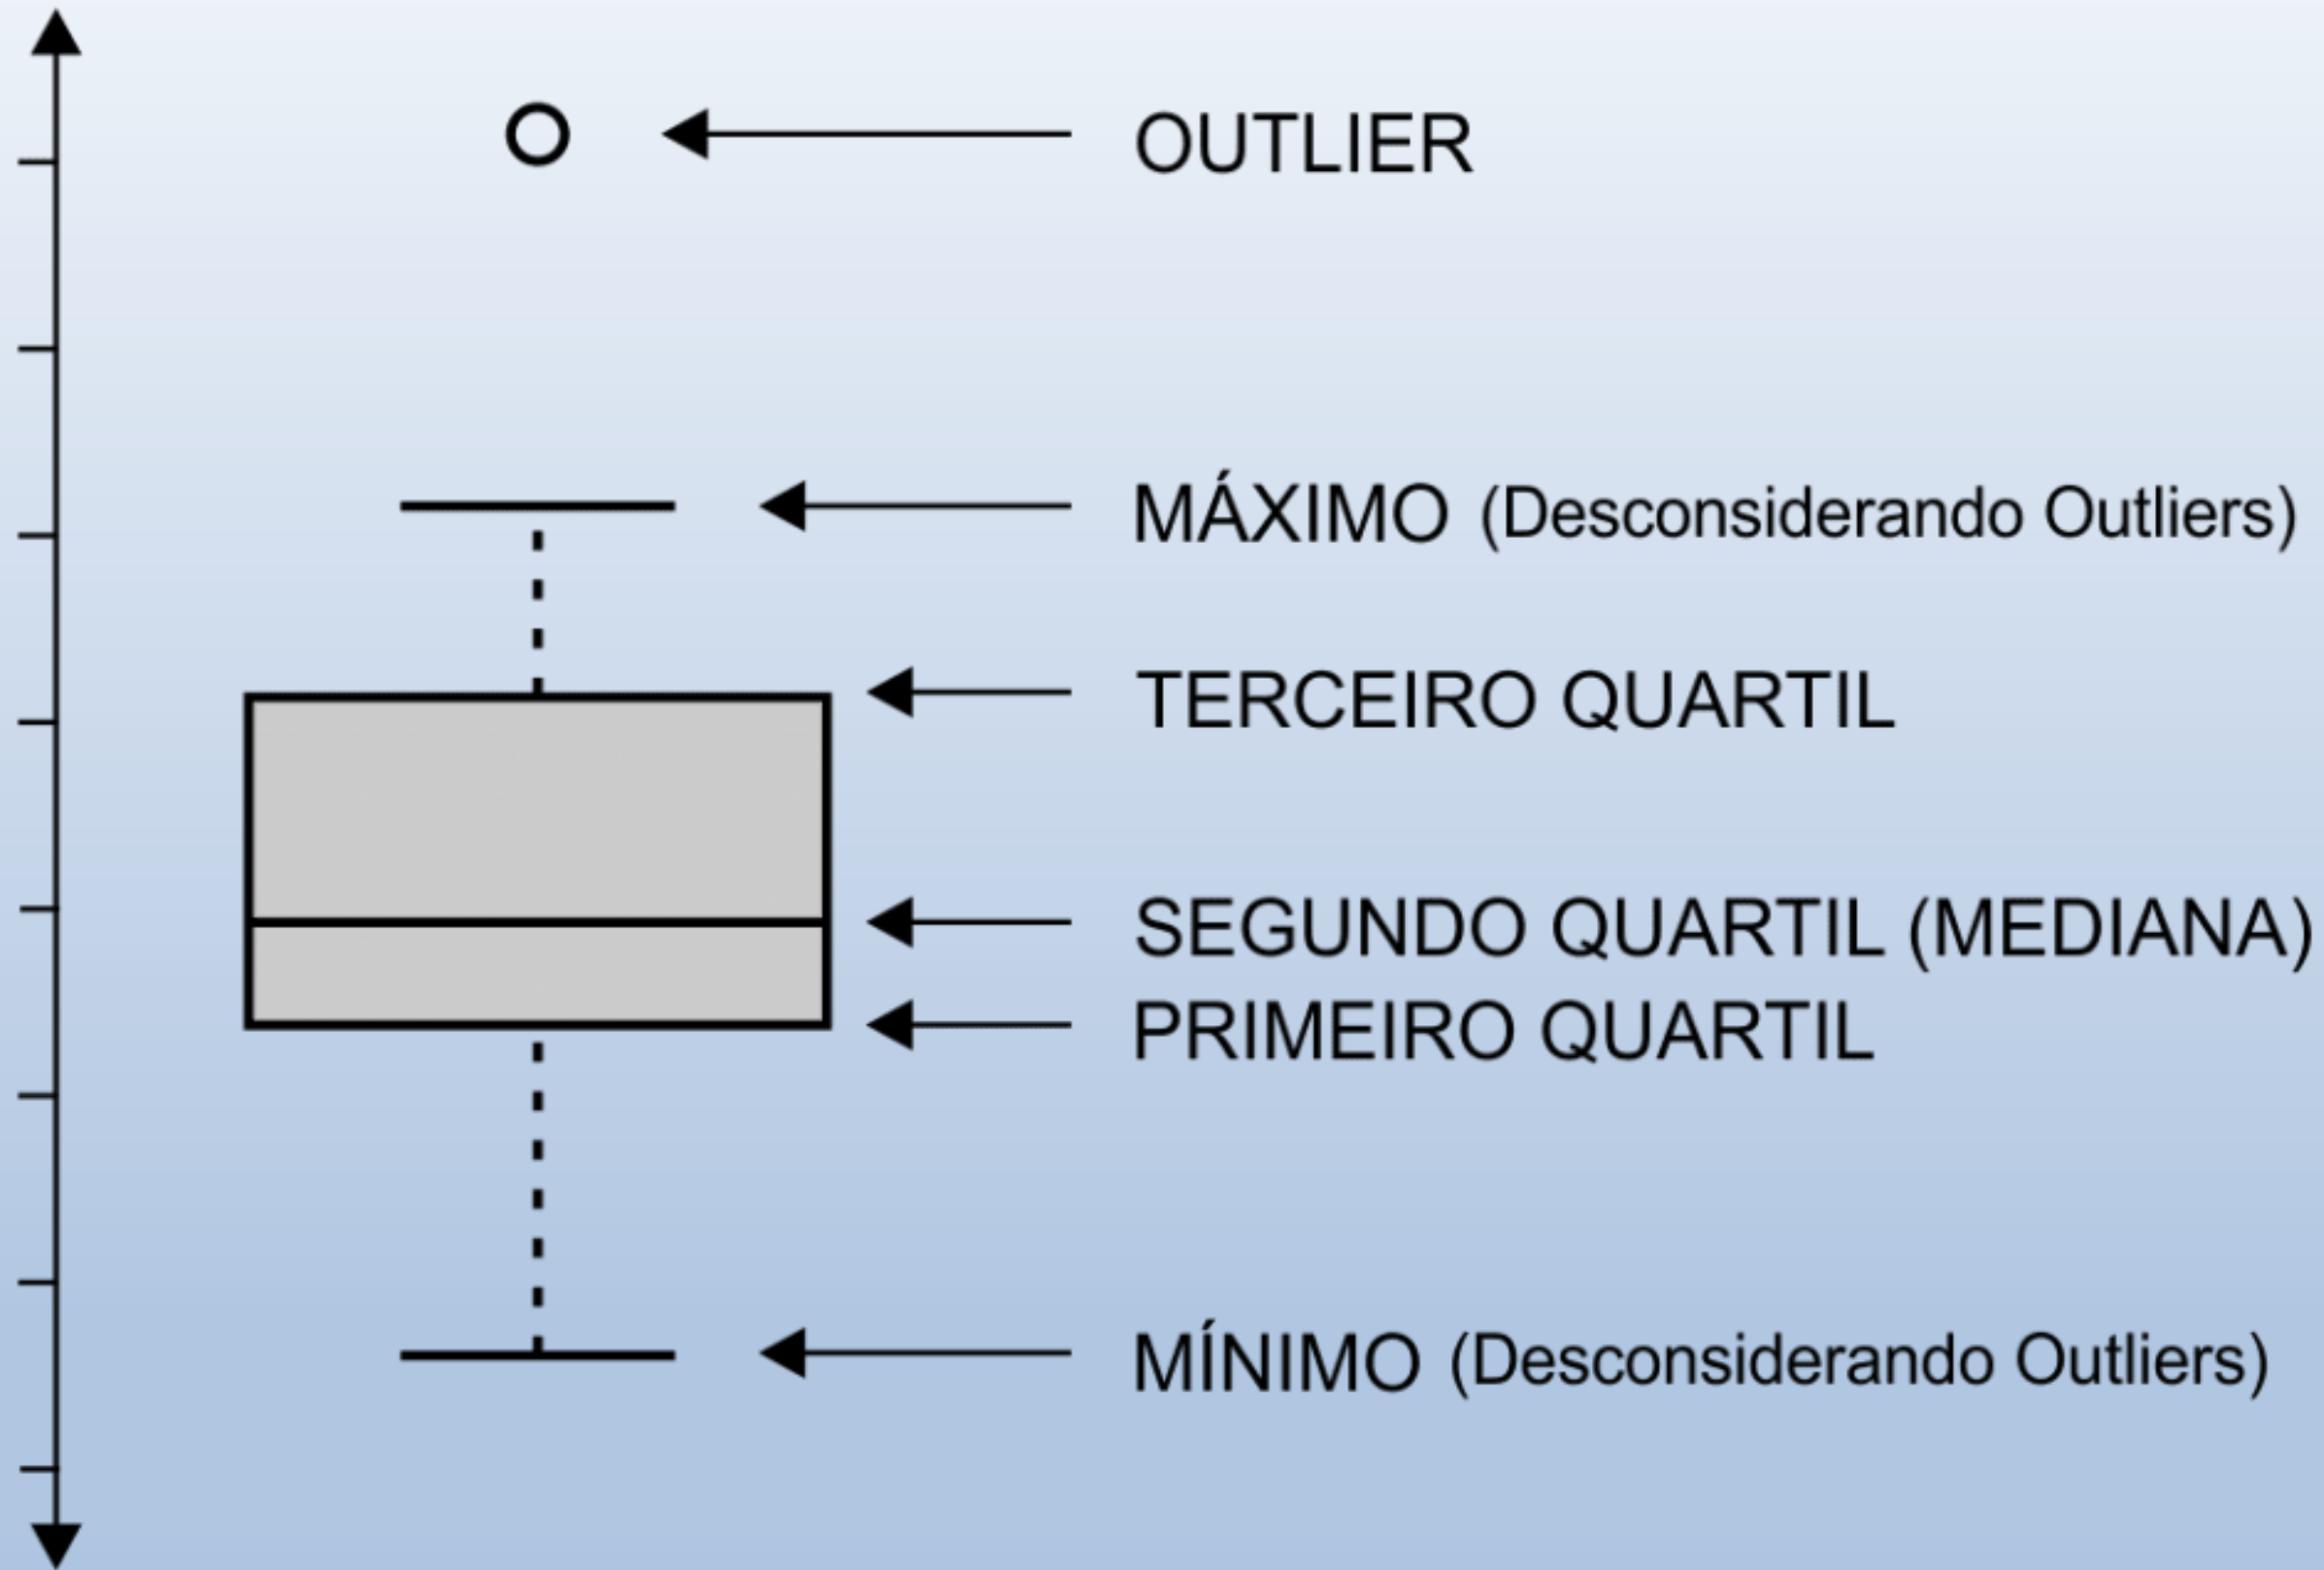 OUTLIER
MÁXIMO (Desconsiderando Outliers)
TERCEIRO QUARTIL
SEGUNDO QUARTIL (MEDIANA)
PRIMEIRO QUARTIL
MÍNIMO (Desconsiderando Outliers)